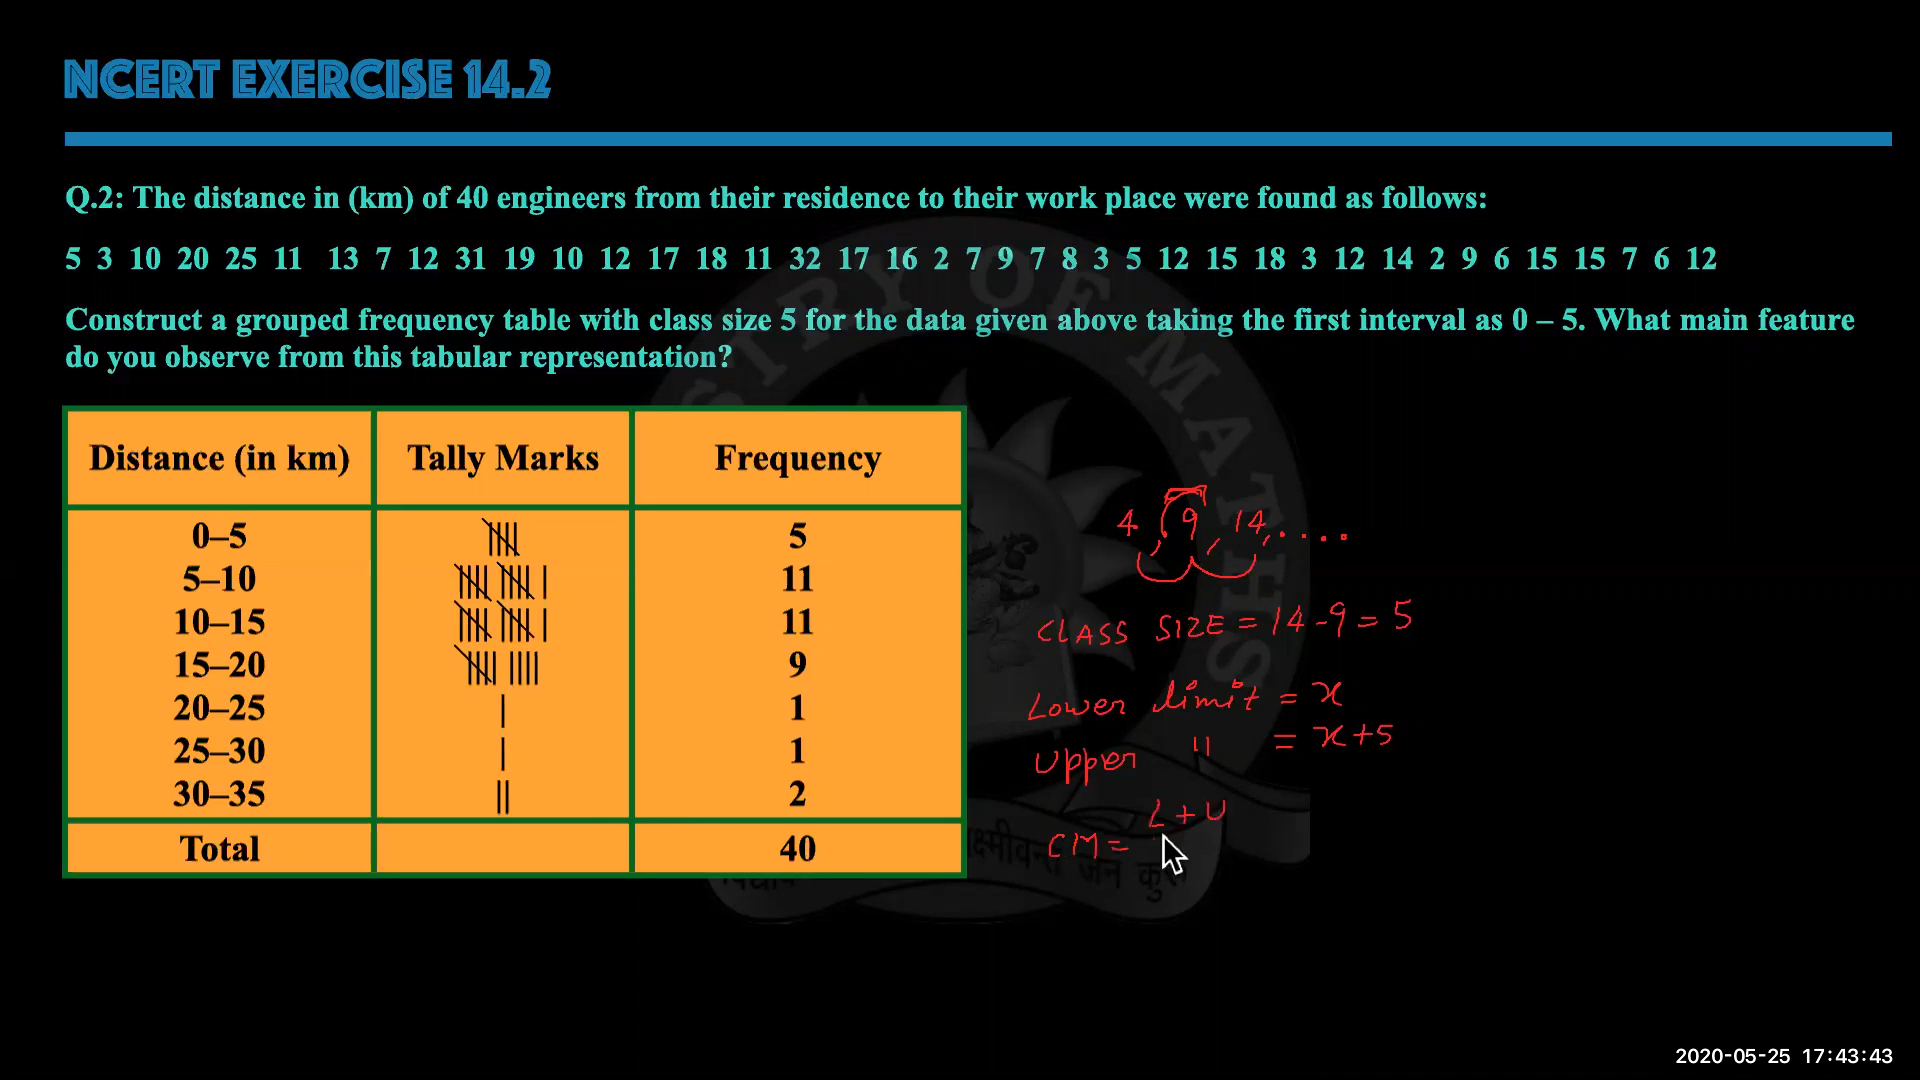 NCERT EXERCISE 14.2
Q.2: The distance in (km) of 40 engineers from their residence to their work place were found as follows:
5 3 10 20 25 11 13 7 12 31 19 10 12 17 18 11 32 17 16 2 7 9 7 8 3 5 12 15 18 3 12 14 2 9 6 15 15 7 6 12
Construct a grouped frequency table with class size 5 for the data given above taking the first interval as 0 – 5. What main feature
do you observe from this tabular representation?
Distance (in km) Tally Marks Frequency
0–5 5
5–10 11
10–15 11
15–20 9
20–25 1
25–30 1
30–35 2
Total 40
4, 9, 14, ....
CLASS SIZE = 14-9 = 5
Lower limit = x
Upper " = x+5
L+U
CM =
OF MATHS
2020-05-25 17:43:43